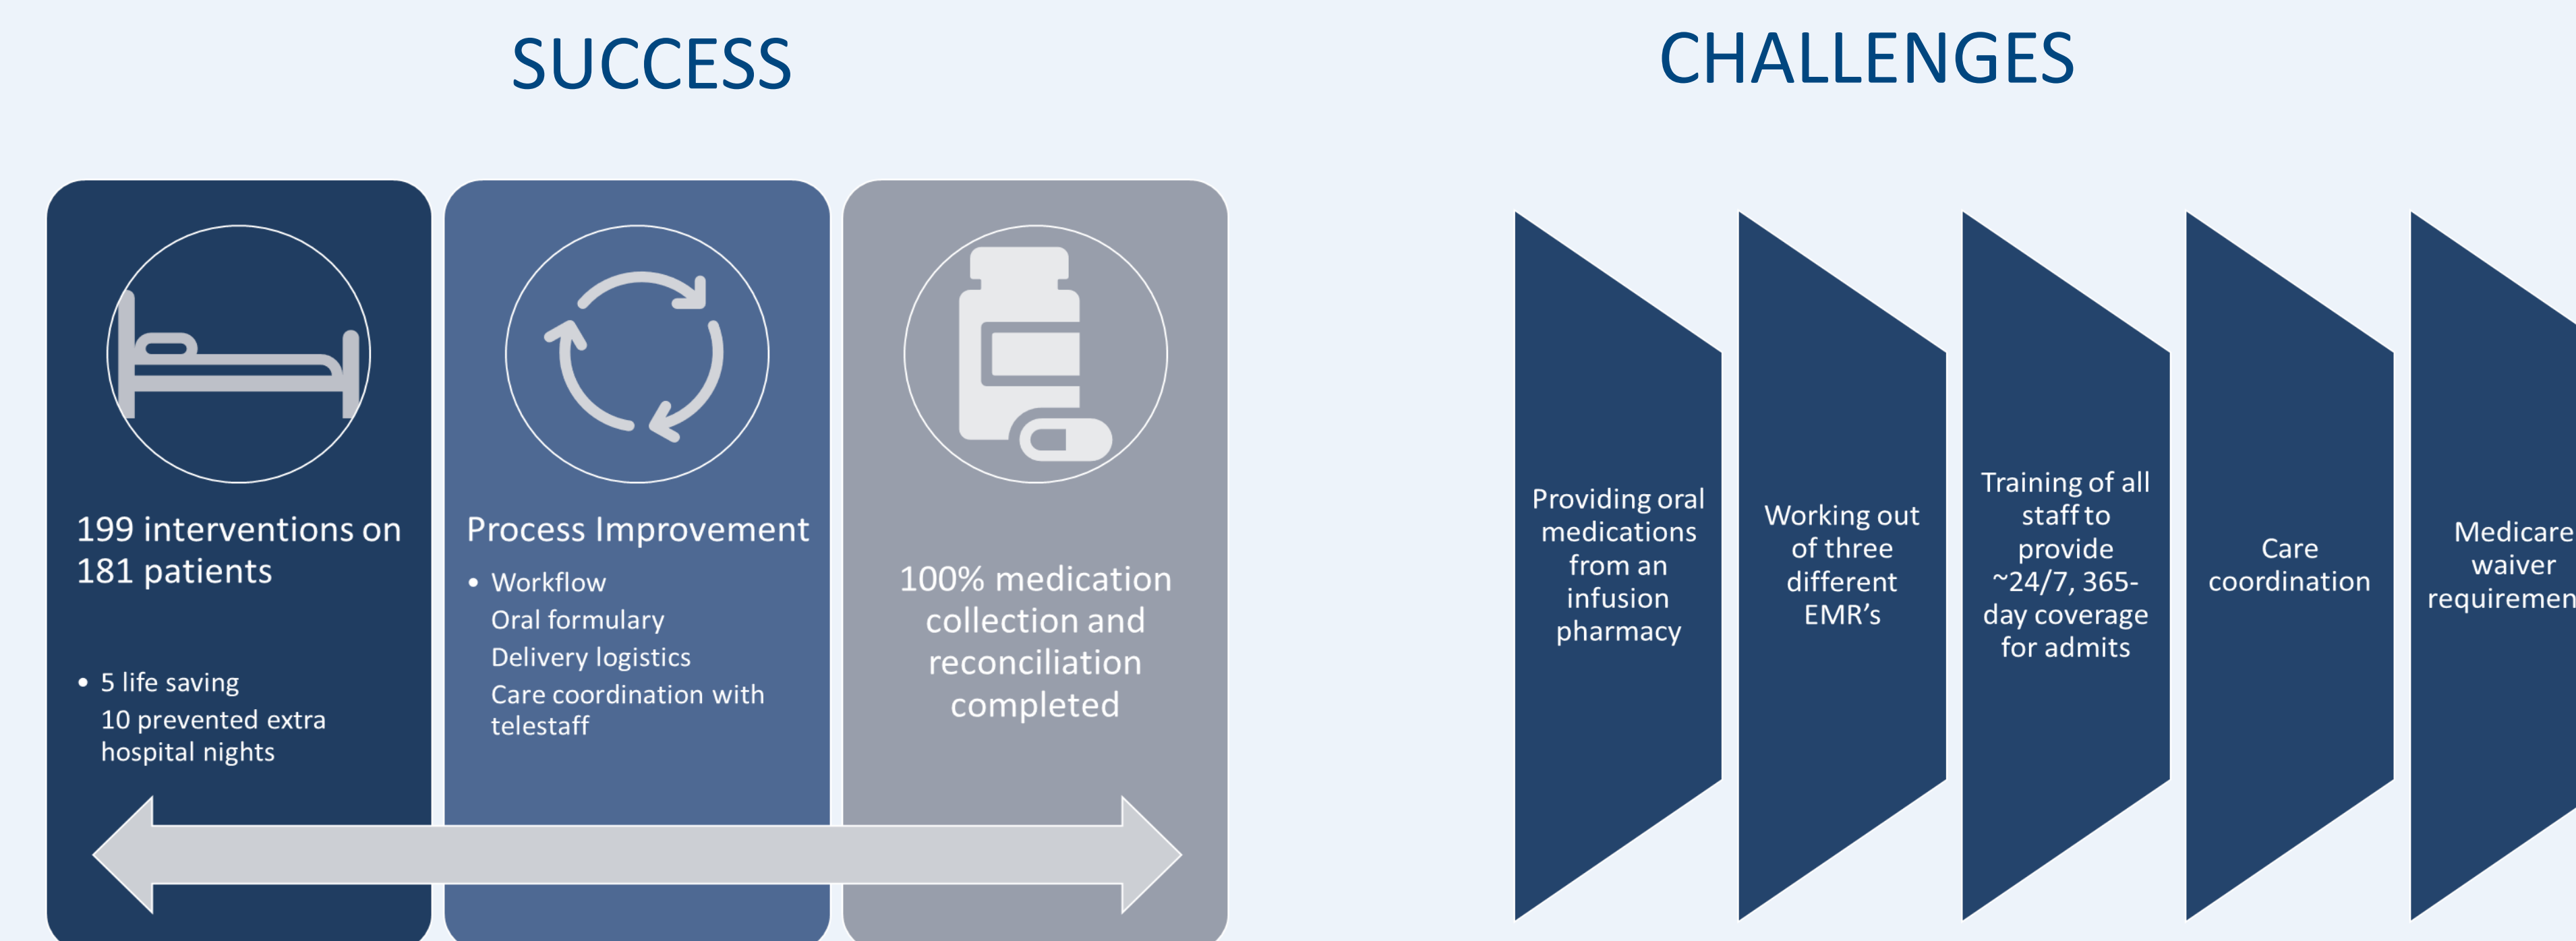 SUCCESS
199 interventions on
181 patients
• 5 life saving
10 prevented extra
hospital nights
Process Improvement
• Workflow
Oral formulary
Delivery logistics
Care coordination with
telestaff
100% medication
collection and
reconciliation
completed
CHALLENGES
Providing oral
medications
from an
infusion
pharmacy
Working out
of three
different
EMR’s
Training of all
staff to
provide
~24/7, 365-
day coverage
for admits
Care
coordination
Medicare
waiver